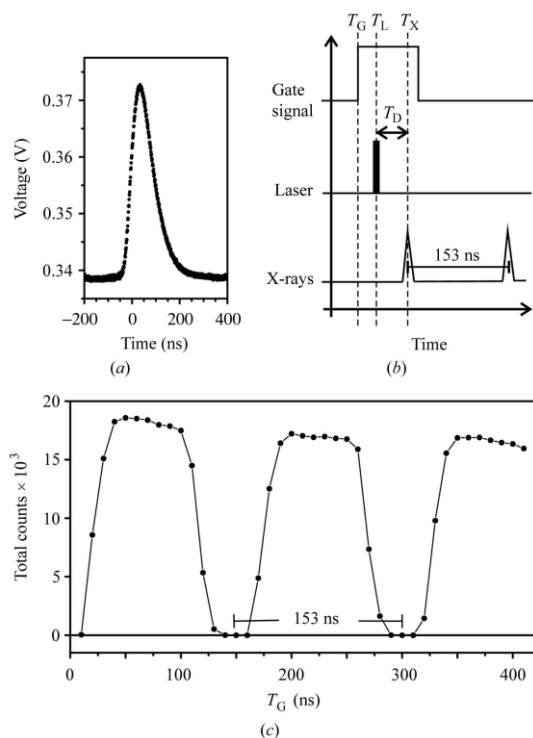 0.37
0.36
0.35
0.34
Voltage (V)
−200 0 200 400
Time (ns)
(a)
T_G T_L T_X
Gate
signal
T_D
Laser
153 ns
X-rays
Time
(b)
20
15
10
5
0
Total counts × 10³
153 ns
0 100 200 300 400
T_G (ns)
(c)